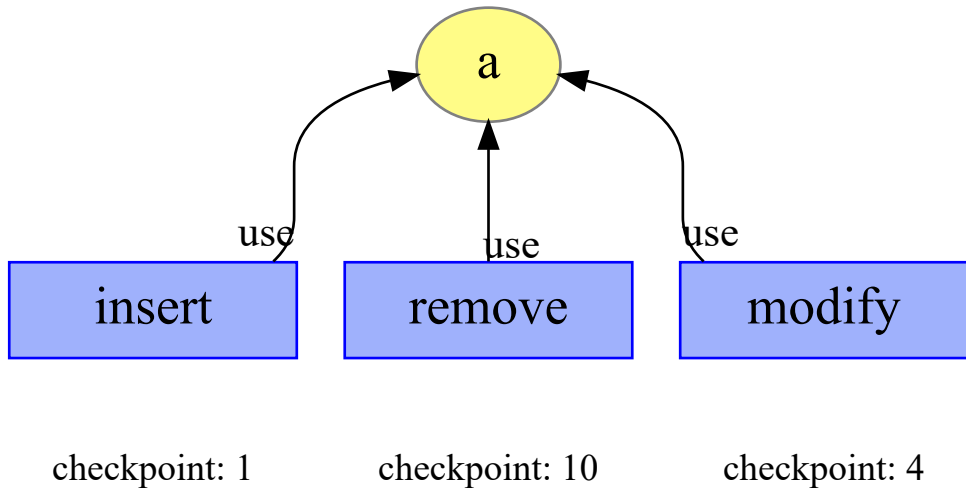 a
use
use
use
insert
remove
modify
checkpoint: 1
checkpoint: 10
checkpoint: 4